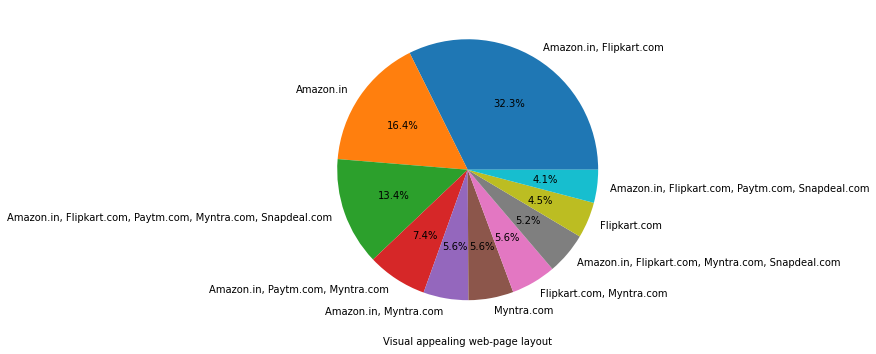 Amazon.in, Flipkart.com
32.3%
Amazon.in
16.4%
Amazon.in, Flipkart.com, Paytm.com, Myntra.com, Snapdeal.com
13.4%
Amazon.in, Paytm.com, Myntra.com
7.4%
Amazon.in, Myntra.com
5.6%
Myntra.com
5.6%
Flipkart.com, Myntra.com
5.6%
Amazon.in, Flipkart.com, Myntra.com, Snapdeal.com
5.2%
Flipkart.com
4.5%
Amazon.in, Flipkart.com, Paytm.com, Snapdeal.com
4.1%
Visual appealing web-page layout